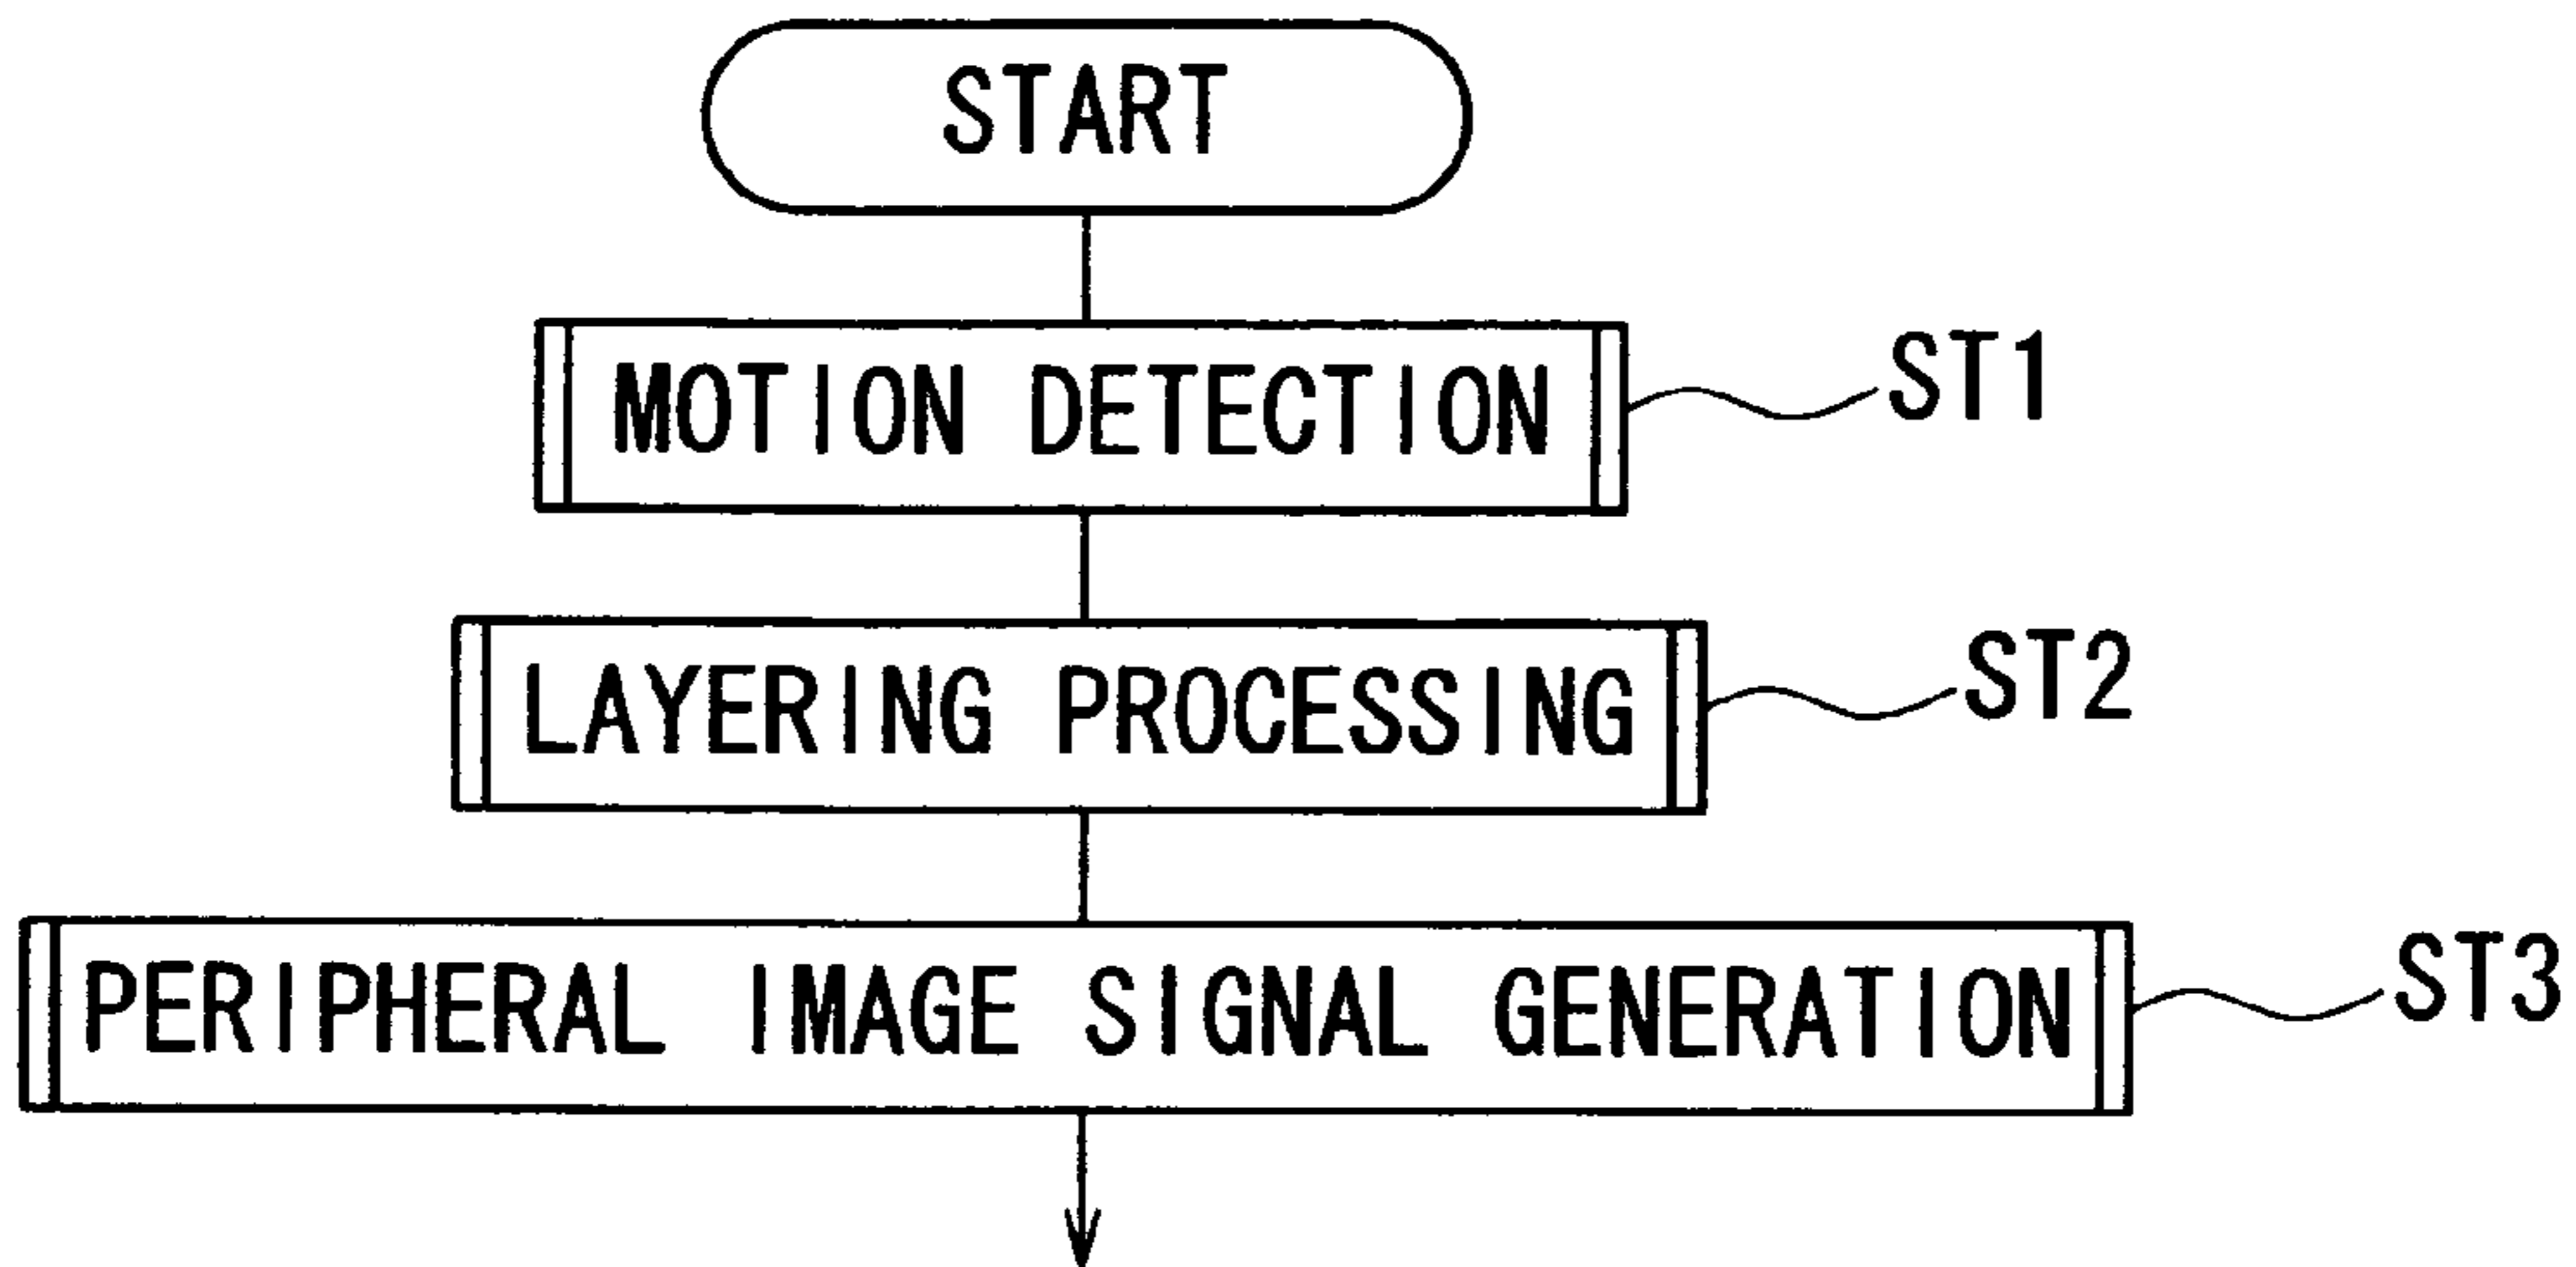 START
MOTION DETECTION
ST1
LAYERING PROCESSING
ST2
PERIPHERAL IMAGE SIGNAL GENERATION
ST3